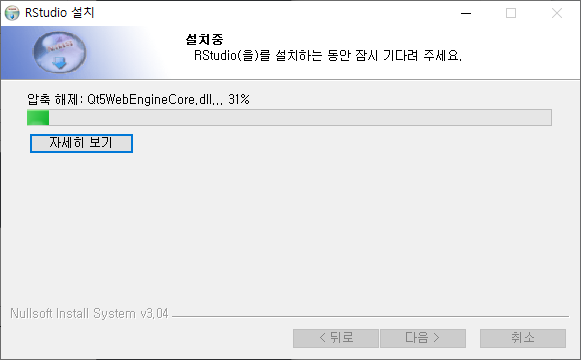 RStudio 설치
설치중
RStudio(을)를 설치하는 동안 잠시 기다려 주세요.
압축 해제: Qt5WebEngineCore.dll... 31%
자세히 보기
Nullsoft Install System v3.04
< 뒤로
다음 >
취소